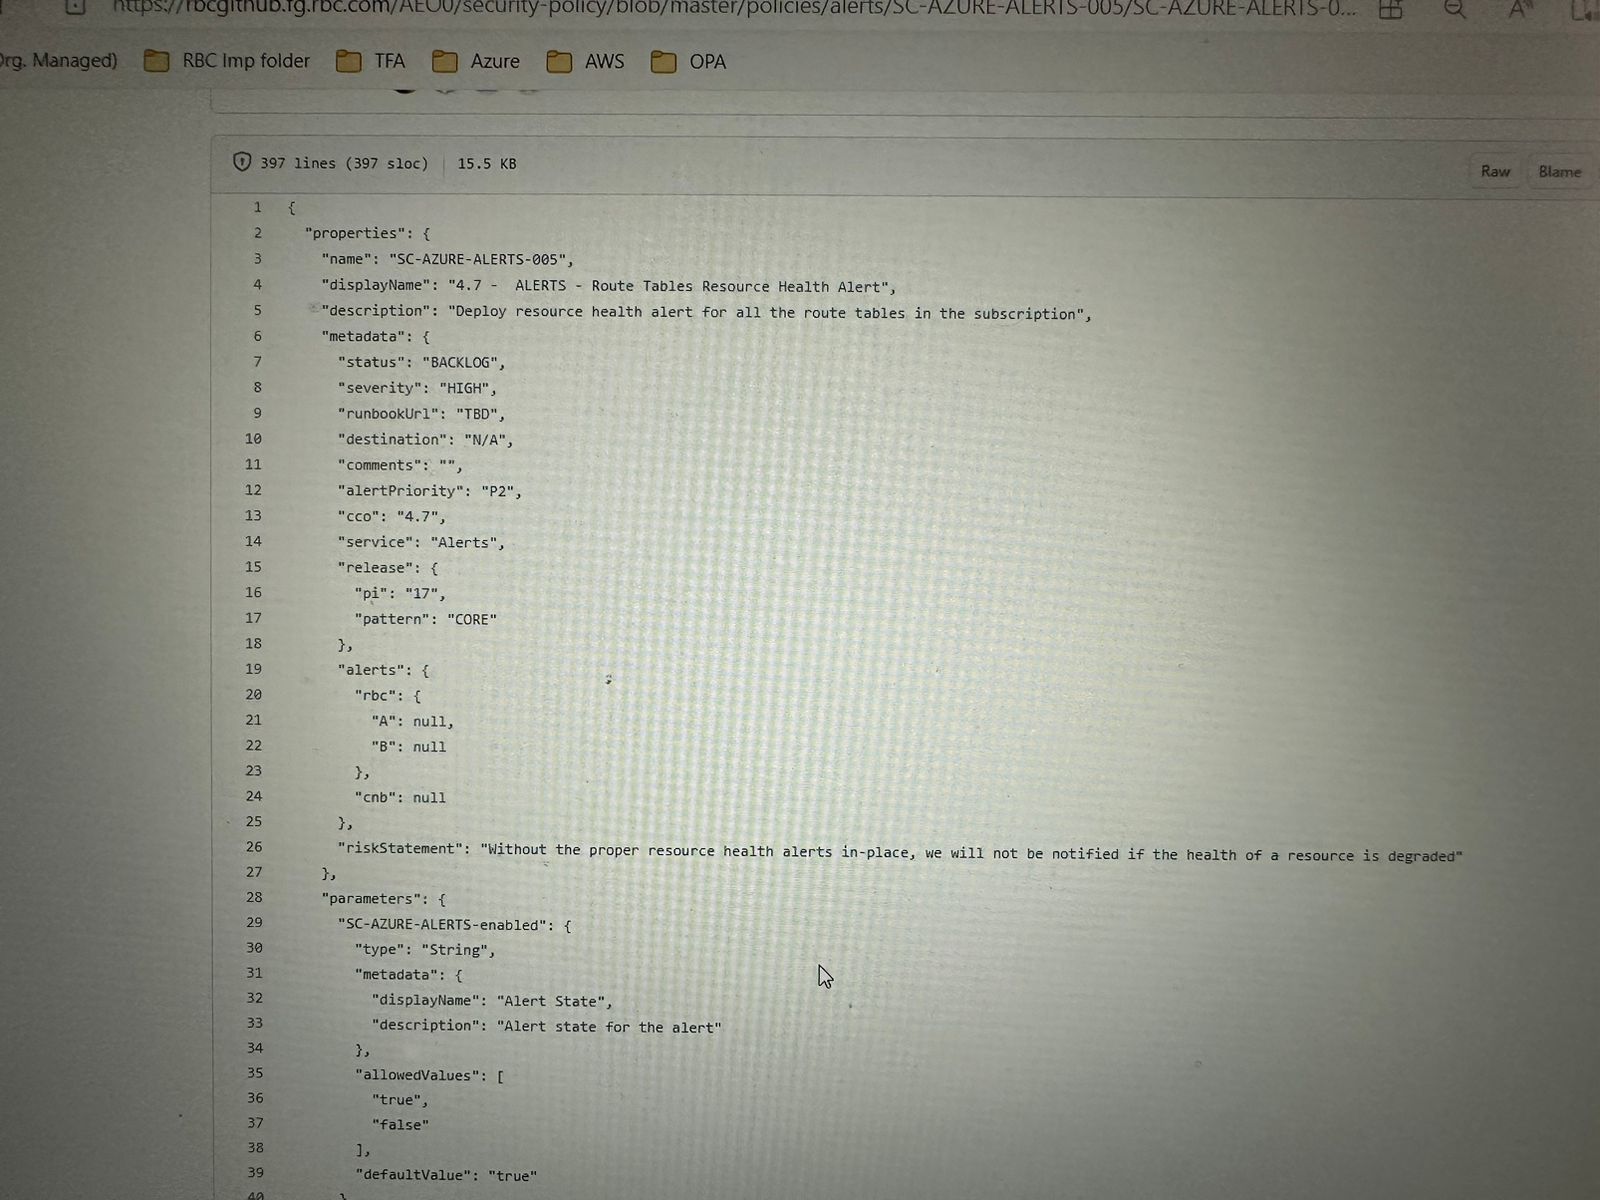 https://rbcgithub.fg.rbc.com/AEO0/security-policy/blob/master/policies/alerts/SC-AZURE-ALERTS-005/SC-AZURE-ALERTS-0...
Org. Managed) RBC Imp folder TFA Azure AWS OPA
397 lines (397 sloc) 15.5 KB Raw Blame
1 {
2 "properties": {
3 "name": "SC-AZURE-ALERTS-005",
4 "displayName": "4.7 -  ALERTS - Route Tables Resource Health Alert",
5 "description": "Deploy resource health alert for all the route tables in the subscription",
6 "metadata": {
7 "status": "BACKLOG",
8 "severity": "HIGH",
9 "runbookUrl": "TBD",
10 "destination": "N/A",
11 "comments": "",
12 "alertPriority": "P2",
13 "cco": "4.7",
14 "service": "Alerts",
15 "release": {
16 "pi": "17",
17 "pattern": "CORE"
18 },
19 "alerts": {
20 "rbc": {
21 "A": null,
22 "B": null
23 },
24 "cnb": null
25 },
26 "riskStatement": "Without the proper resource health alerts in-place, we will not be notified if the health of a resource is degraded"
27 },
28 "parameters": {
29 "SC-AZURE-ALERTS-enabled": {
30 "type": "String",
31 "metadata": {
32 "displayName": "Alert State",
33 "description": "Alert state for the alert"
34 },
35 "allowedValues": [
36 "true",
37 "false"
38 ],
39 "defaultValue": "true"
40 }